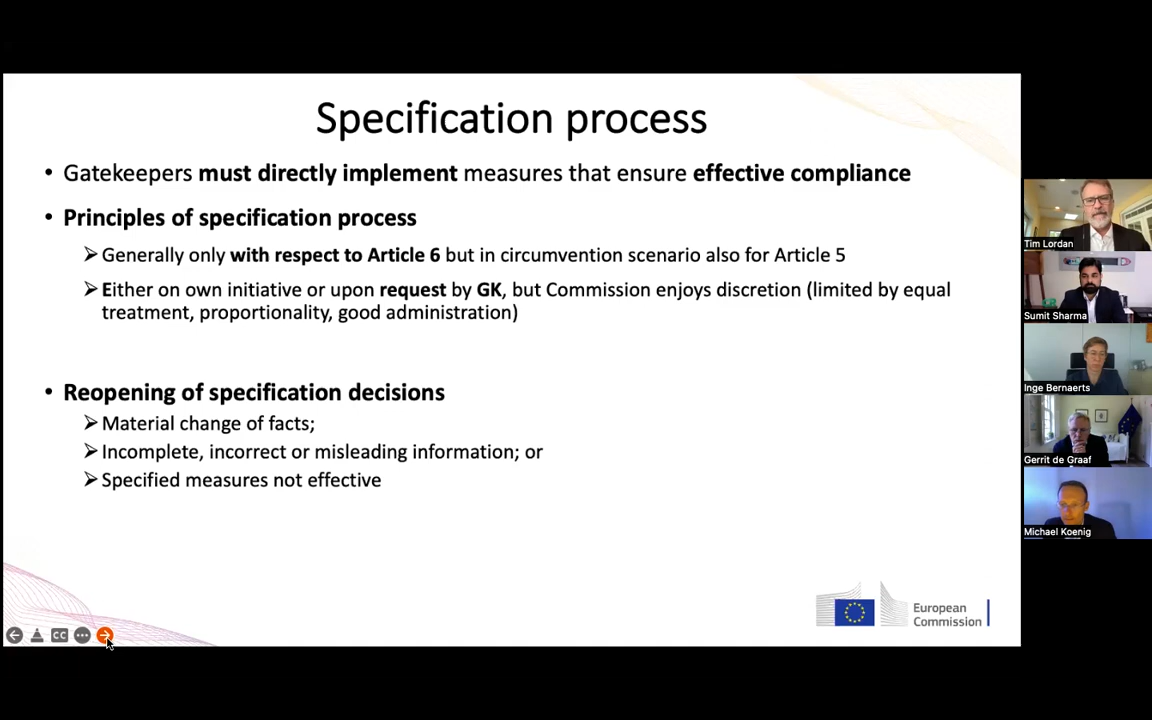 Specification process
• Gatekeepers must directly implement measures that ensure effective compliance
• Principles of specification process
➢ Generally only with respect to Article 6 but in circumvention scenario also for Article 5
➢ Either on own initiative or upon request by GK, but Commission enjoys discretion (limited by equal
treatment, proportionality, good administration)
• Reopening of specification decisions
➢ Material change of facts;
➢ Incomplete, incorrect or misleading information; or
➢ Specified measures not effective
European
Commission
CC
Tim Lordan
Sumit Sharma
Inge Bernaerts
Gerrit de Graaf
Michael Koenig